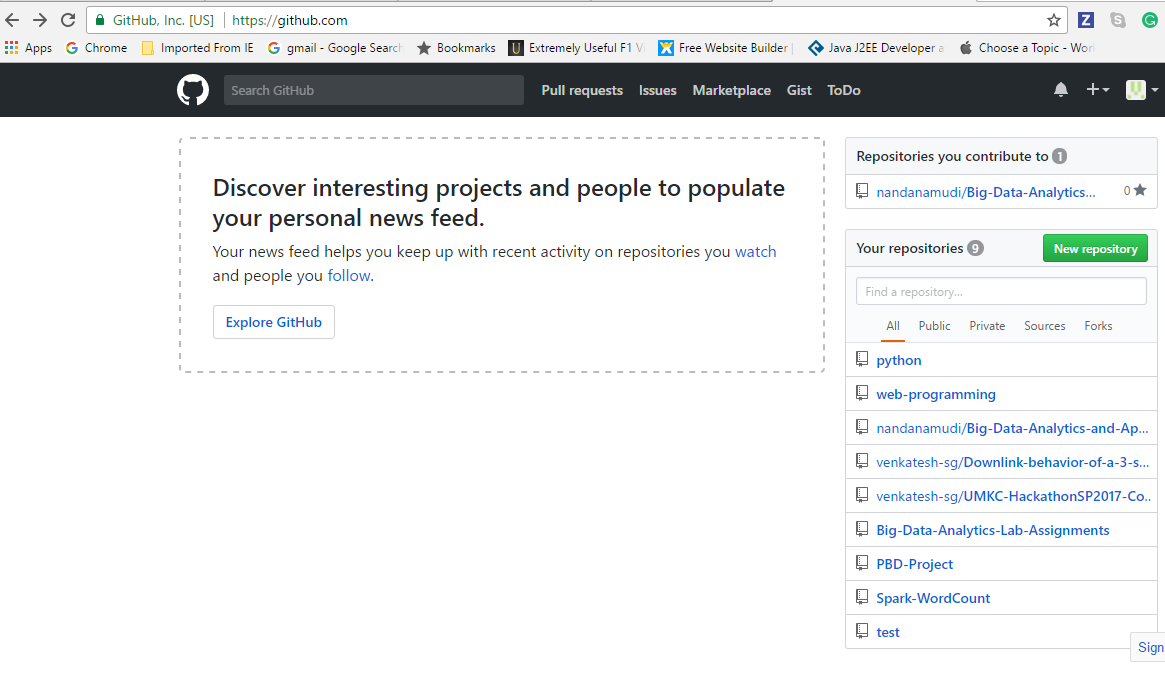 GitHub, Inc. [US] https://github.com
Apps Chrome Imported From IE gmail - Google Search Bookmarks Extremely Useful F1 Free Website Builder Java J2EE Developer Choose a Topic -
Search GitHub Pull requests Issues Marketplace Gist ToDo
Discover interesting projects and people to populate
your personal news feed.
Your news feed helps you keep up with recent activity on repositories you watch
and people you follow.
Explore GitHub
Repositories you contribute to 1
nandanamudi/Big-Data-Analytics... 0
Your repositories 9 New repository
Find a repository...
All Public Private Sources Forks
python
web-programming
nandanamudi/Big-Data-Analytics-and-Ap...
venkatesh-sg/Downlink-behavior-of-a-3-s...
venkatesh-sg/UMKC-HackathonSP2017-Co..
Big-Data-Analytics-Lab-Assignments
PBD-Project
Spark-WordCount
test
Sign